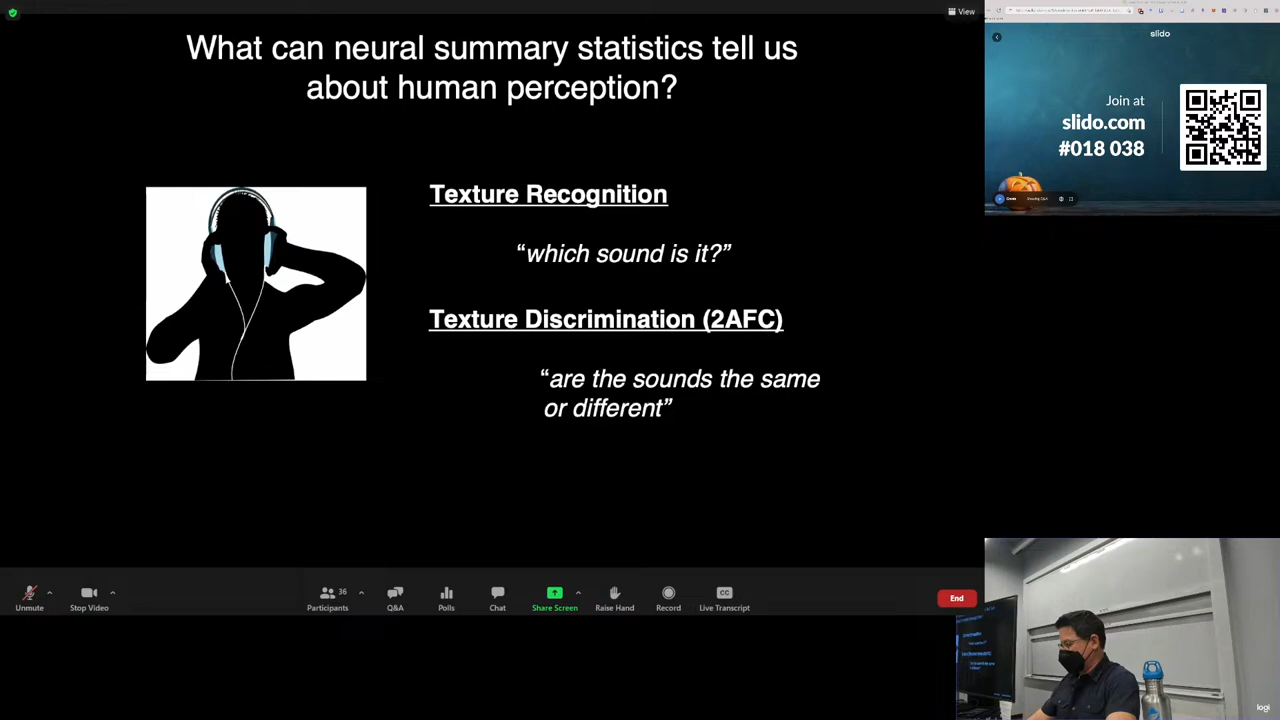 View
What can neural summary statistics tell us
about human perception?
Texture Recognition
“which sound is it?”
Texture Discrimination (2AFC)
“are the sounds the same
or different”
slido
Join at
slido.com
#018 038
Unmute
Stop Video
36
Participants
Q&A
Polls
Chat
Share Screen
Raise Hand
Record
CC
Live Transcript
End
logi